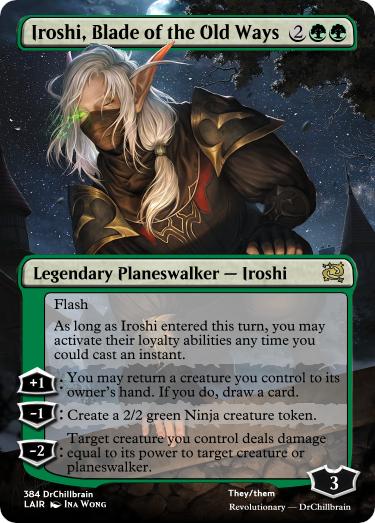 Iroshi, Blade of the Old Ways 2
Legendary Planeswalker — Iroshi
Flash
As long as Iroshi entered this turn, you may
activate their loyalty abilities any time you
could cast an instant.
+1: You may return a creature you control to its
owner's hand. If you do, draw a card.
-1: Create a 2/2 green Ninja creature token.
-2: Target creature you control deals damage
equal to its power to target creature or
planeswalker.
3
384 DrChillbrain
LAIR Ina Wong
They/them
Revolutionary — DrChillbrain